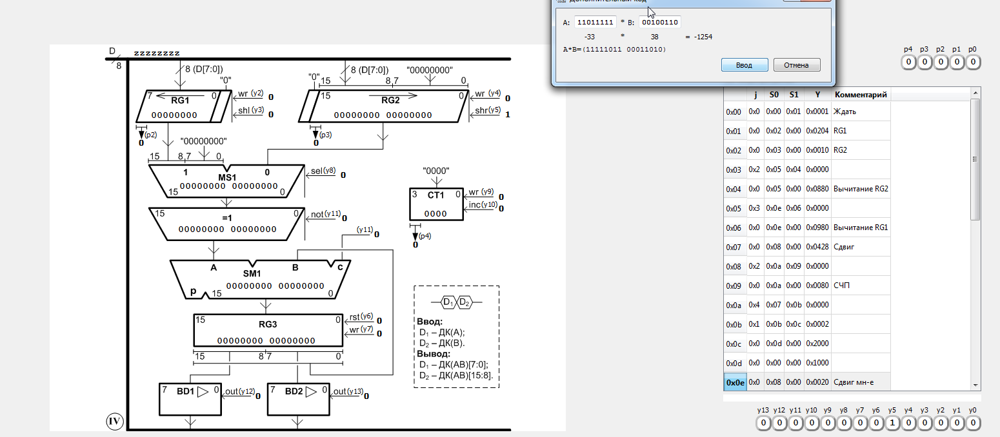 Дополнительный код
A: 11011111 * B: 00100110
-33 * 38 = -1254
A*B=(11111011 00011010)
Ввод Отмена
p4 p3 p2 p1 p0
0 0 0 0 0
D zzzzzzzz
8
8 (D[7:0]) "0"
7 0
RG1
00000000
wr (y2) 0
shl (y3) 0
(p2)
0
"0" 15 8 (D[7:0]) 8,7 "00000000" 0
15 RG2 0
00000000 00000000
wr (y4) 0
shr(y5) 1
(p3)
0
"00000000"
15 8,7 0
1 0
MS1
00000000 00000000
15 0
sel(y8) 0
15 0
=1
00000000 00000000
not(y11) 0
(y11) 0
"0000"
3 CT1 0
0000
wr (y9) 0
inc(y10) 0
(p4)
0
A B c
SM1
00000000 00000000
p 15 0
15 0
RG3
00000000 00000000
rst(y6) 0
wr (y7) 0
15 8 7 0
7 BD1 0
out(y12) 0
7 BD2 0
out(y13) 0
IV
D1 D2
Ввод:
D1 – ДК(A);
D2 – ДК(B).
Вывод:
D1 – ДК(AB)[7:0];
D2 – ДК(AB)[15:8].
j S0 S1 Y Комментарий
0x00 0x0 0x00 0x01 0x0001 Ждать
0x01 0x0 0x02 0x00 0x0204 RG1
0x02 0x0 0x03 0x00 0x0010 RG2
0x03 0x2 0x05 0x04 0x0000
0x04 0x0 0x05 0x00 0x0880 Вычитание RG2
0x05 0x3 0x0e 0x06 0x0000
0x06 0x0 0x0e 0x00 0x0980 Вычитание RG1
0x07 0x0 0x08 0x00 0x0428 Сдвиг
0x08 0x2 0x0a 0x09 0x0000
0x09 0x0 0x0a 0x00 0x0080 СЧП
0x0a 0x4 0x07 0x0b 0x0000
0x0b 0x1 0x0b 0x0c 0x0002
0x0c 0x0 0x0d 0x00 0x2000
0x0d 0x0 0x00 0x00 0x1000
0x0e 0x0 0x08 0x00 0x0020 Сдвиг мн-е
y13 y12 y11 y10 y9 y8 y7 y6 y5 y4 y3 y2 y1 y0
0 0 0 0 0 0 0 0 1 0 0 0 0 0